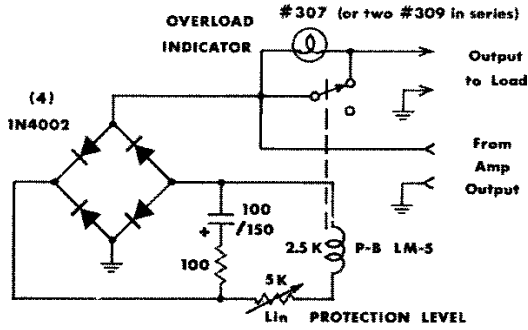 #307 (or two #309 in series)
OVERLOAD
INDICATOR
Output
to Load
(4)
1N4002
From
Amp
Output
100
/150
+
2.5 K
P-B LM-5
100
5K
Lin
PROTECTION LEVEL